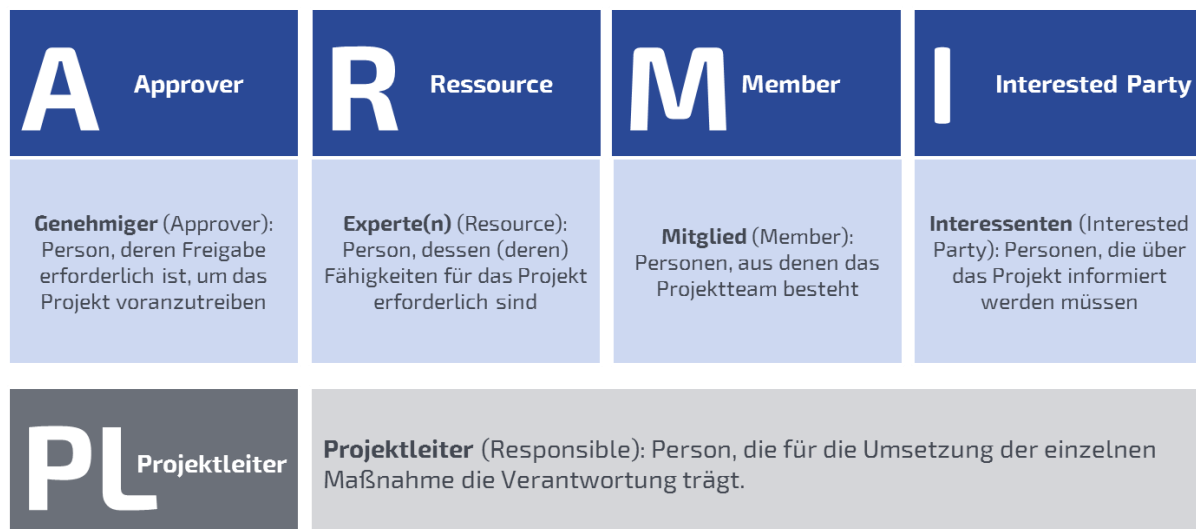 A Approver
R Ressource
M Member
I Interested Party
Genehmiger (Approver):
Person, deren Freigabe
erforderlich ist, um das
Projekt voranzutreiben
Experte(n) (Resource):
Person, dessen (deren)
Fähigkeiten für das Projekt
erforderlich sind
Mitglied (Member):
Personen, aus denen das
Projektteam besteht
Interessenten (Interested
Party): Personen, die über
das Projekt informiert
werden müssen
PL Projektleiter
Projektleiter (Responsible): Person, die für die Umsetzung der einzelnen
Maßnahme die Verantwortung trägt.